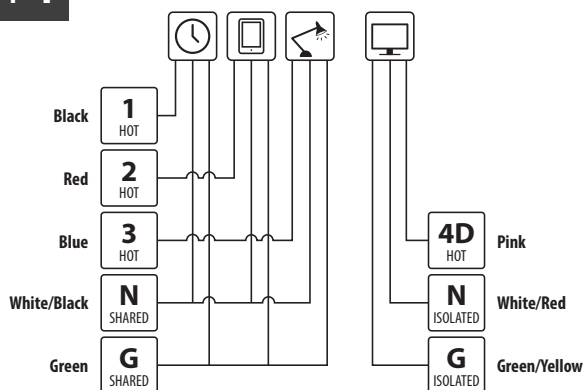 Black
1
HOT
Red
2
HOT
Blue
3
HOT
White/Black
N
SHARED
Green
G
SHARED
4D
HOT
Pink
N
ISOLATED
White/Red
G
ISOLATED
Green/Yellow